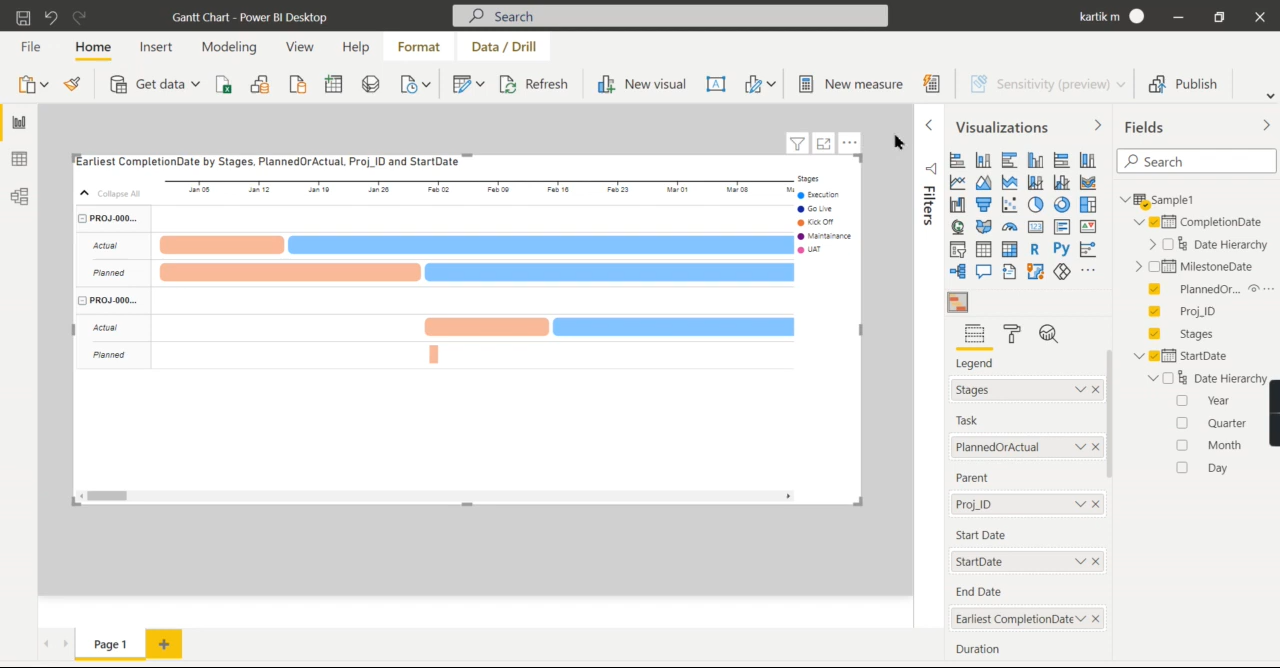 Gantt Chart - Power BI Desktop
Search
kartik m
File
Home
Insert
Modeling
View
Help
Format
Data / Drill
Get data
Refresh
New visual
New measure
Sensitivity (preview)
Publish
Earliest CompletionDate by Stages, PlannedOrActual, Proj_ID and StartDate
Collapse All
Jan 05
Jan 12
Jan 19
Jan 26
Feb 02
Feb 09
Feb 16
Feb 23
Mar 01
Mar 08
PROJ-000...
Actual
Planned
PROJ-000...
Actual
Planned
Stages
Execution
Go Live
Kick Off
Maintainance
UAT
Page 1
Filters
Visualizations
R
Py
Legend
Stages
Task
PlannedOrActual
Parent
Proj_ID
Start Date
StartDate
End Date
Earliest CompletionDate
Duration
Fields
Search
Sample1
CompletionDate
Date Hierarchy
MilestoneDate
PlannedOr...
Proj_ID
Stages
StartDate
Date Hierarchy
Year
Quarter
Month
Day